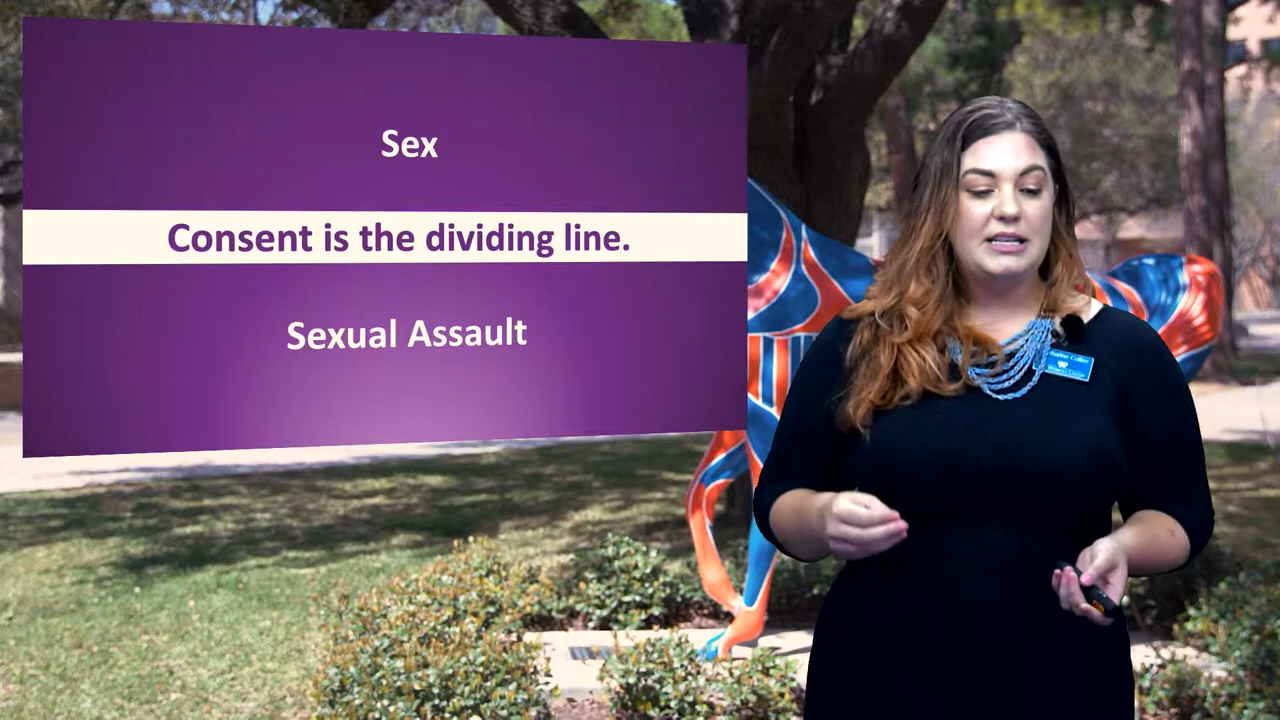 Sex
Consent is the dividing line.
Sexual Assault